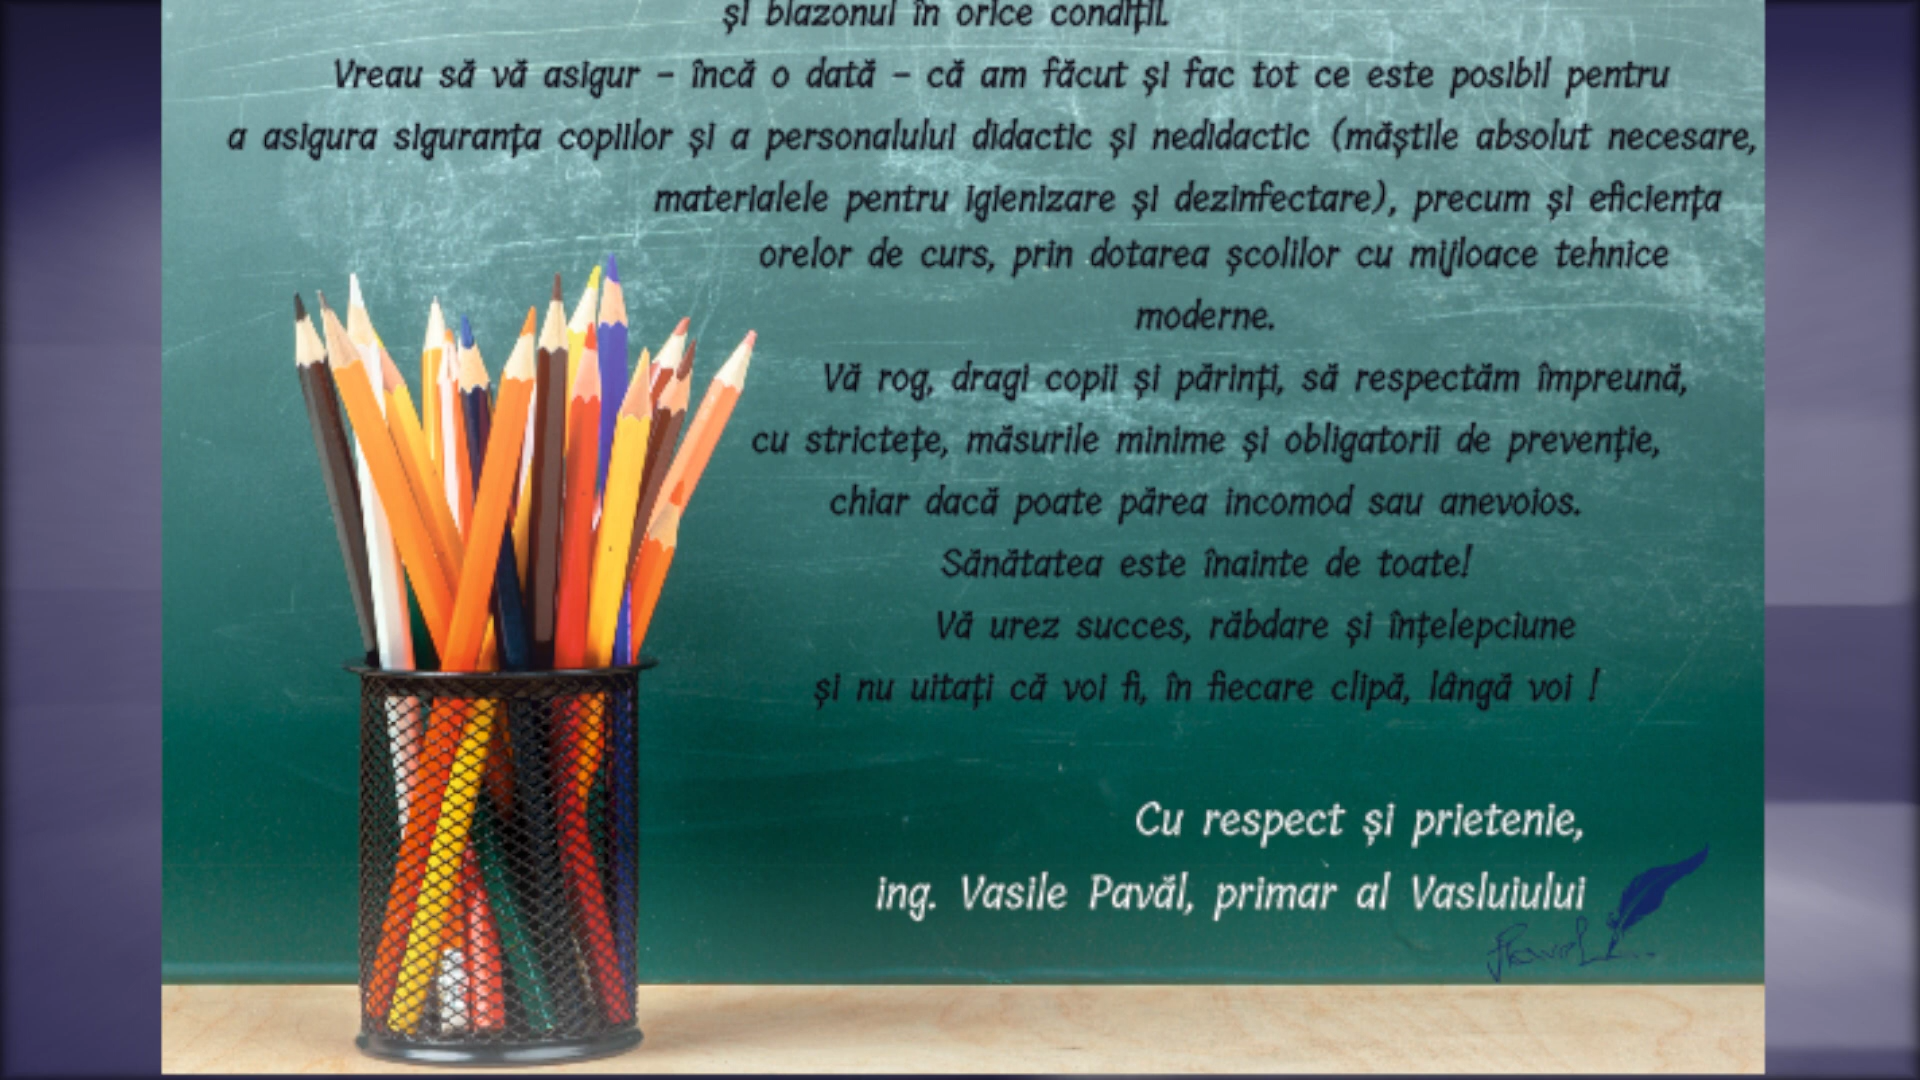 și blazonul în orice condiții.
Vreau să vă asigur - încă o dată - că am făcut și fac tot ce este posibil pentru
a asigura siguranța copiilor și a personalului didactic și nedidactic (măștile absolut necesare,
materialele pentru igienizare și dezinfectare), precum și eficiența
orelor de curs, prin dotarea școlilor cu mijloace tehnice
moderne.
Vă rog, dragi copii și părinți, să respectăm împreună,
cu strictețe, măsurile minime și obligatorii de prevenție,
chiar dacă poate părea incomod sau anevoios.
Sănătatea este înainte de toate!
Vă urez succes, răbdare și înțelepciune
și nu uitați că voi fi, în fiecare clipă, lângă voi !
Cu respect și prietenie,
ing. Vasile Pavăl, primar al Vasluiului